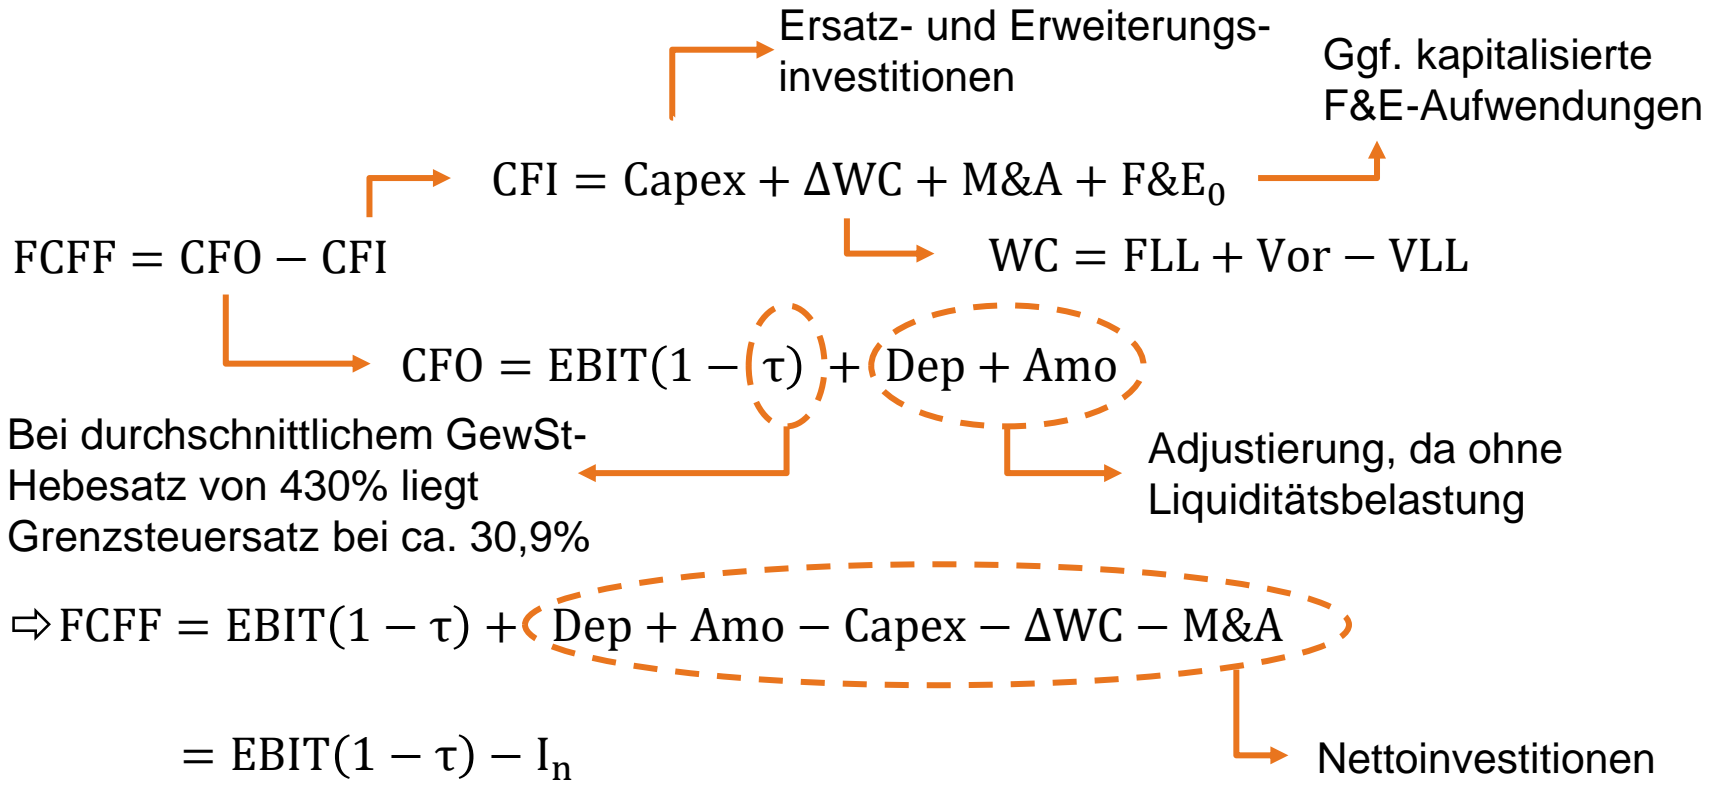 Ersatz- und Erweiterungs-
investitionen
Ggf. kapitalisierte
F&E-Aufwendungen
CFI = Capex + ΔWC + M&A + F&E₀
FCFF = CFO − CFI
WC = FLL + Vor − VLL
CFO = EBIT(1 − τ) + Dep + Amo
Bei durchschnittlichem GewSt-
Hebesatz von 430% liegt
Grenzsteuersatz bei ca. 30,9%
Adjustierung, da ohne
Liquiditätsbelastung
⇨ FCFF = EBIT(1 − τ) + Dep + Amo − Capex − ΔWC − M&A
= EBIT(1 − τ) − Iₙ
Nettoinvestitionen